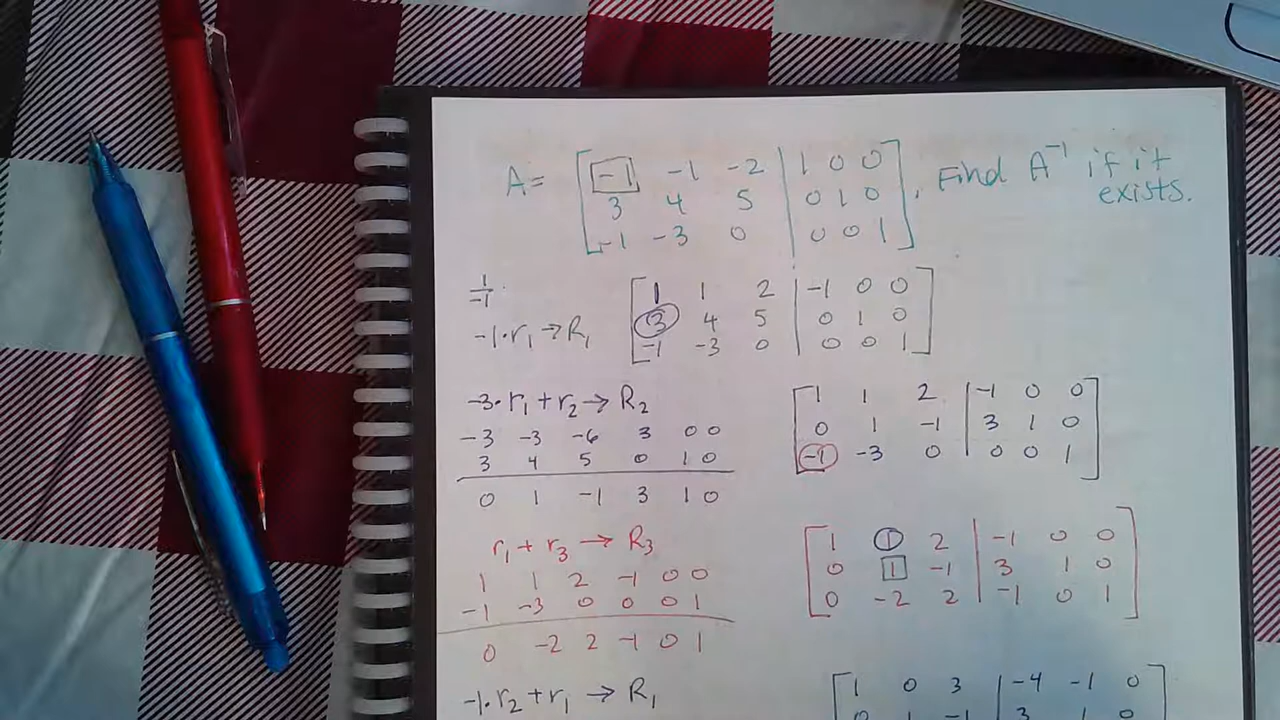 A = [ -1 -1 -2 | 1 0 0 ] , Find A⁻¹ if it
3 4 5 | 0 1 0 exists.
-1 -3 0 | 0 0 1
1/-1 · [ 1 1 2 | -1 0 0 ]
3 4 5 | 0 1 0
-1·r₁→R₁ -1 -3 0 | 0 0 1
-3·r₁+r₂→R₂
-3 -3 -6 3 0 0
3 4 5 0 1 0
0 1 -1 3 1 0
[ 1 1 2 | -1 0 0 ]
0 1 -1 | 3 1 0
-1 -3 0 | 0 0 1
r₁+r₃→R₃
1 1 2 -1 0 0
-1 -3 0 0 0 1
0 -2 2 -1 0 1
[ 1 1 2 | -1 0 0 ]
0 1 -1 | 3 1 0
0 -2 2 | -1 0 1
-1·r₂+r₁→R₁
[ 1 0 3 | -4 -1 0 ]
0 1 -1 | 3 1 0